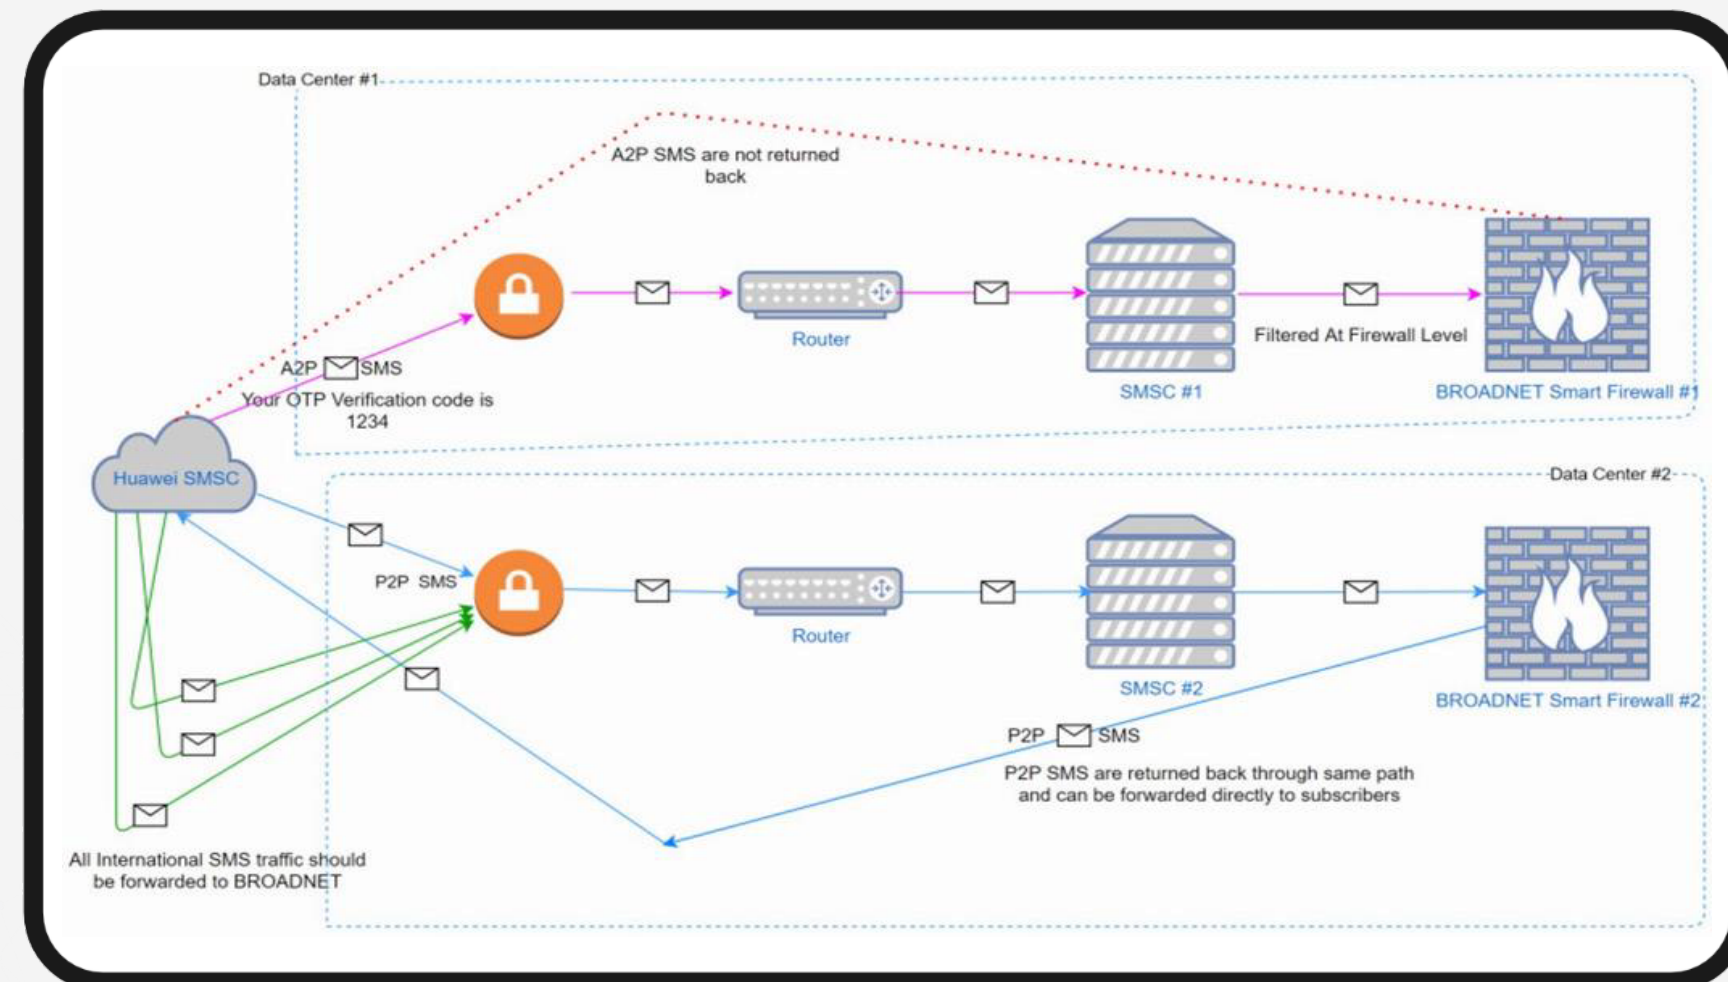 Data Center #1
A2P SMS are not returned
back
Router
SMSC #1
Filtered At Firewall Level
BROADNET Smart Firewall #1
A2P SMS
Your OTP Verification code is
1234
Huawei SMSC
Data Center #2
P2P SMS
Router
SMSC #2
BROADNET Smart Firewall #2
P2P SMS
P2P SMS are returned back through same path
and can be forwarded directly to subscribers
All International SMS traffic should
be forwarded to BROADNET